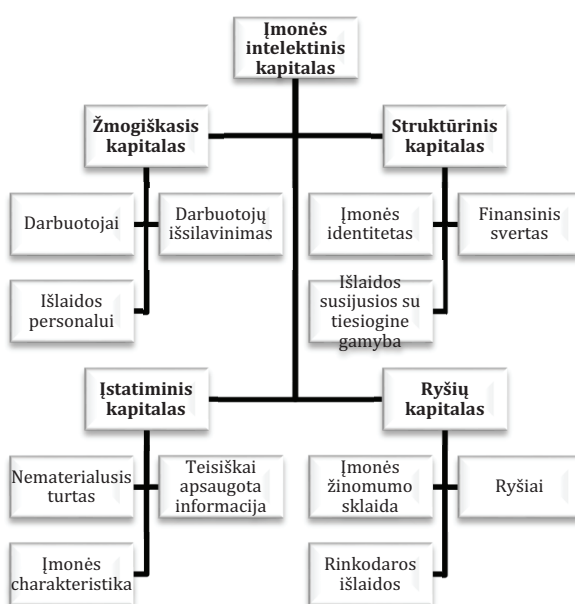 Įmonės
intelektinis
kapitalas
Žmogiškasis
kapitalas
Struktūrinis
kapitalas
Darbuotojai
Darbuotojų
išsilavinimas
Įmonės
identitetas
Finansinis
svertas
Išlaidos
personalui
Išlaidos
susijusios su
tiesiogine
gamyba
Įstatiminis
kapitalas
Ryšių
kapitalas
Nematerialusis
turtas
Teisiškai
apsaugota
informacija
Įmonės
žinomumo
sklaida
Ryšiai
Įmonės
charakteristika
Rinkodaros
išlaidos